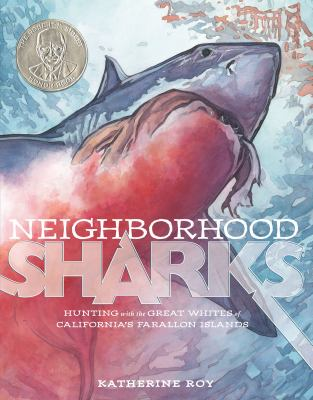 NEIGHBORHOOD
SHARKS
HUNTING with the GREAT WHITES of
CALIFORNIA'S FARALLON ISLANDS
KATHERINE ROY